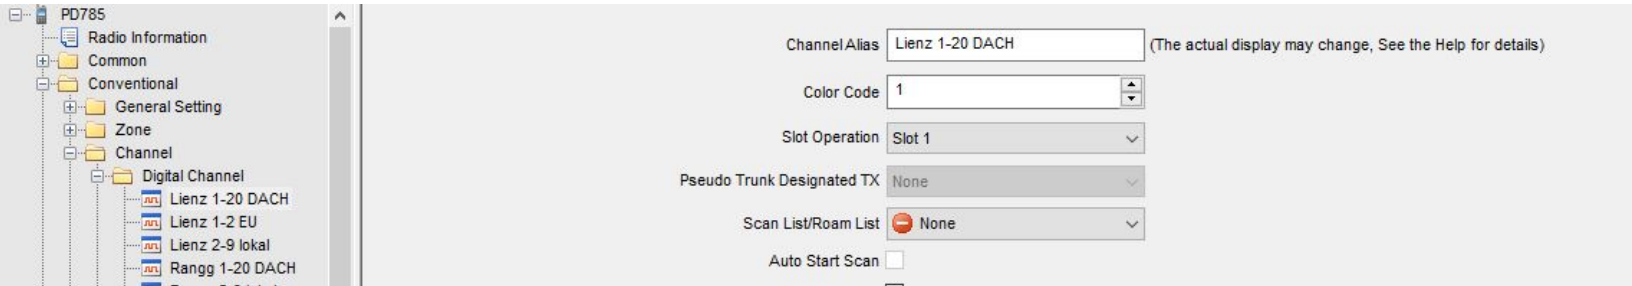 PD785
Radio Information
Common
Conventional
General Setting
Zone
Channel
Digital Channel
Lienz 1-20 DACH
Lienz 1-2 EU
Lienz 2-9 lokal
Rangg 1-20 DACH
Channel Alias Lienz 1-20 DACH (The actual display may change, See the Help for details)
Color Code 1
Slot Operation Slot 1
Pseudo Trunk Designated TX None
Scan List/Roam List None
Auto Start Scan